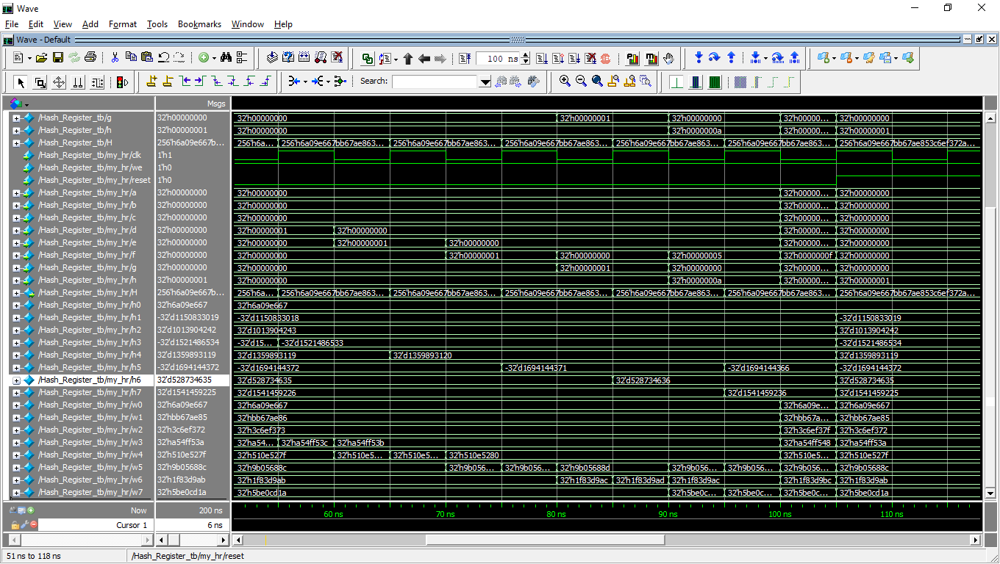 Wave
File Edit View Add Format Tools Bookmarks Window Help
Wave - Default
100 ns
Search:
Msgs
/Hash_Register_tb/g 32'h00000000 32'h00000000 32'h00000001 32'h00000000 32'h00000... 32'h00000000
/Hash_Register_tb/h 32'h00000001 32'h00000000 32'h0000000a 32'h00000... 32'h00000001
/Hash_Register_tb/H 256'h6a09e667b... 256'h6a... 256'h6a09e667bb67ae863... 256'h6a09e667bb67ae863... 256'h6a09e667bb67ae863... 256'h6a09e667bb67ae863... 256'h6a09e667bb67ae863... 256'h6a09e667bb67ae853c6ef372a...
/Hash_Register_tb/my_hr/clk 1'h1
/Hash_Register_tb/my_hr/we 1'h0
/Hash_Register_tb/my_hr/reset 1'h0
/Hash_Register_tb/my_hr/a 32'h00000000 32'h00000000 32'h00000... 32'h00000000
/Hash_Register_tb/my_hr/b 32'h00000000 32'h00000000 32'h00000... 32'h00000000
/Hash_Register_tb/my_hr/c 32'h00000000 32'h00000000 32'h00000... 32'h00000000
/Hash_Register_tb/my_hr/d 32'h00000000 32'h00000001 32'h00000000 32'h00000... 32'h00000000
/Hash_Register_tb/my_hr/e 32'h00000000 32'h00000000 32'h00000001 32'h00000000 32'h00000... 32'h00000000
/Hash_Register_tb/my_hr/f 32'h00000000 32'h00000000 32'h00000001 32'h00000000 32'h00000005 32'h0000000f 32'h00000000
/Hash_Register_tb/my_hr/g 32'h00000000 32'h00000000 32'h00000001 32'h00000000 32'h00000... 32'h00000000
/Hash_Register_tb/my_hr/h 32'h00000001 32'h00000000 32'h0000000a 32'h00000... 32'h00000001
/Hash_Register_tb/my_hr/H 256'h6a09e667b... 256'h6a... 256'h6a09e667bb67ae863... 256'h6a09e667bb67ae863... 256'h6a09e667bb67ae863... 256'h6a09e667bb67ae863... 256'h6a09e667bb67ae863... 256'h6a09e667bb67ae853c6ef372a...
/Hash_Register_tb/my_hr/h0 32'h6a09e667 32'h6a09e667
/Hash_Register_tb/my_hr/h1 -32'd1150833019 -32'd1150833018 -32'd1150833019
/Hash_Register_tb/my_hr/h2 32'd1013904242 32'd1013904243 32'd1013904242
/Hash_Register_tb/my_hr/h3 -32'd1521486534 -32'd15... -32'd1521486533 -32'd1521486534
/Hash_Register_tb/my_hr/h4 32'd1359893119 32'd1359893119 32'd1359893120 32'd1359893119
/Hash_Register_tb/my_hr/h5 -32'd1694144372 -32'd1694144372 -32'd1694144371 -32'd1694144366 -32'd1694144372
/Hash_Register_tb/my_hr/h6 32'd528734635 32'd528734635 32'd528734636 32'd528734635
/Hash_Register_tb/my_hr/h7 32'd1541459225 32'd1541459226 32'd1541459236 32'd1541459225
/Hash_Register_tb/my_hr/w0 32'h6a09e667 32'h6a09e667 32'h6a09e... 32'h6a09e667
/Hash_Register_tb/my_hr/w1 32'hbb67ae85 32'hbb67ae86 32'hbb67a... 32'hbb67ae85
/Hash_Register_tb/my_hr/w2 32'h3c6ef372 32'h3c6ef373 32'h3c6ef37f 32'h3c6ef372
/Hash_Register_tb/my_hr/w3 32'ha54ff53a 32'ha54... 32'ha54ff53c 32'ha54ff53b 32'ha54ff548 32'ha54ff53a
/Hash_Register_tb/my_hr/w4 32'h510e527f 32'h510e527f 32'h510e5... 32'h510e5... 32'h510e5280 32'h510e5... 32'h510e527f
/Hash_Register_tb/my_hr/w5 32'h9b05688c 32'h9b05688c 32'h9b056... 32'h9b056... 32'h9b05688d 32'h9b056... 32'h9b056... 32'h9b056... 32'h9b05688c
/Hash_Register_tb/my_hr/w6 32'h1f83d9ab 32'h1f83d9ab 32'h1f83d9ac 32'h1f83d9ad 32'h1f83d9ac 32'h1f83d9bc 32'h1f83d9ab
/Hash_Register_tb/my_hr/w7 32'h5be0cd1a 32'h5be0cd1a 32'h5be0c... 32'h5be0c... 32'h5be0c... 32'h5be0cd1a
Now 200 ns 60 ns 70 ns 80 ns 90 ns 100 ns 110 ns
Cursor 1 6 ns
51 ns to 118 ns /Hash_Register_tb/my_hr/reset